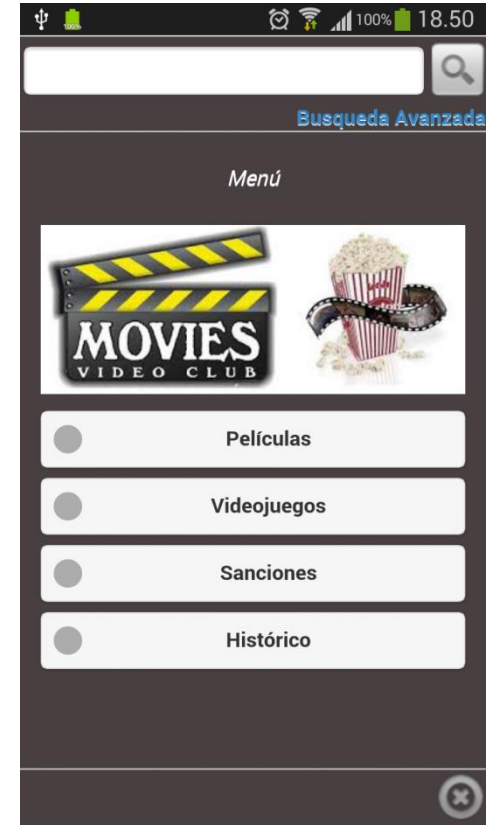 100% 18.50
Busqueda Avanzada
Menú
MOVIES
VIDEO CLUB
Películas
Videojuegos
Sanciones
Histórico